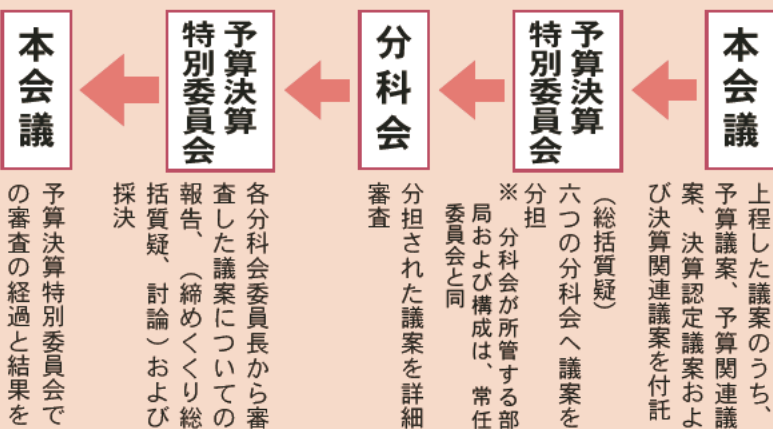 本会議
上程した議案のうち、
予算議案、予算関連議
案、決算認定議案およ
び決算関連議案を付託
予算決算
特別委員会
(総括質疑)
六つの分科会へ議案を
分担
※ 分科会が所管する部
局および構成は、常任
委員会と同
分科会
分担された議案を詳細
審査
予算決算
特別委員会
各分科会委員長から審
査した議案についての
報告、(締めくくり総
括質疑、討論)および
採決
本会議
予算決算特別委員会で
の審査の経過と結果を